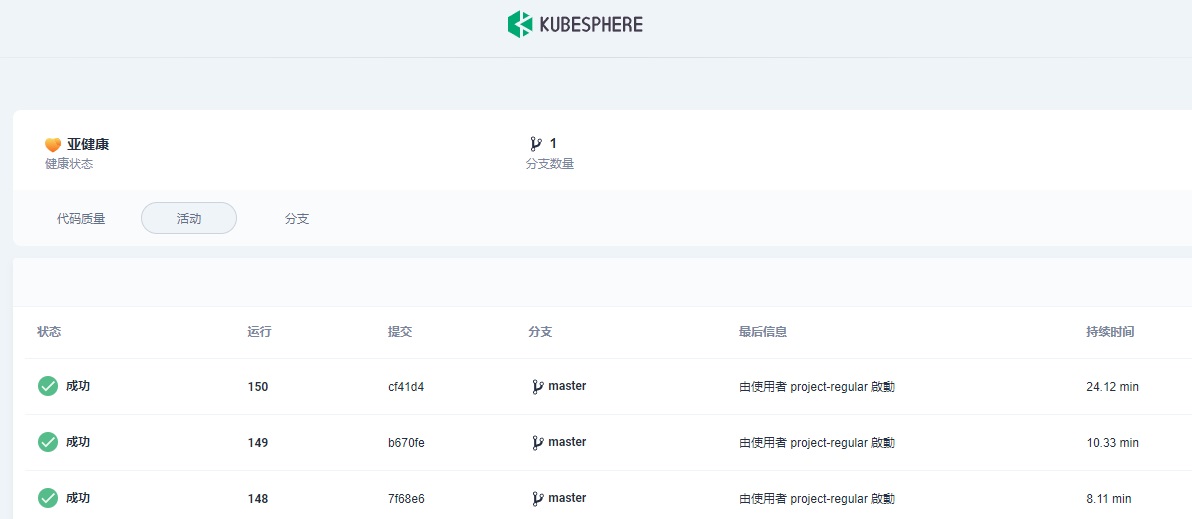 KUBESPHERE
亚健康
健康状态
1
分支数量
代码质量 活动 分支
状态 运行 提交 分支 最后信息 持续时间
成功 150 cf41d4 master 由使用者 project-regular 啟動 24.12 min
成功 149 b670fe master 由使用者 project-regular 啟動 10.33 min
成功 148 7f68e6 master 由使用者 project-regular 啟動 8.11 min